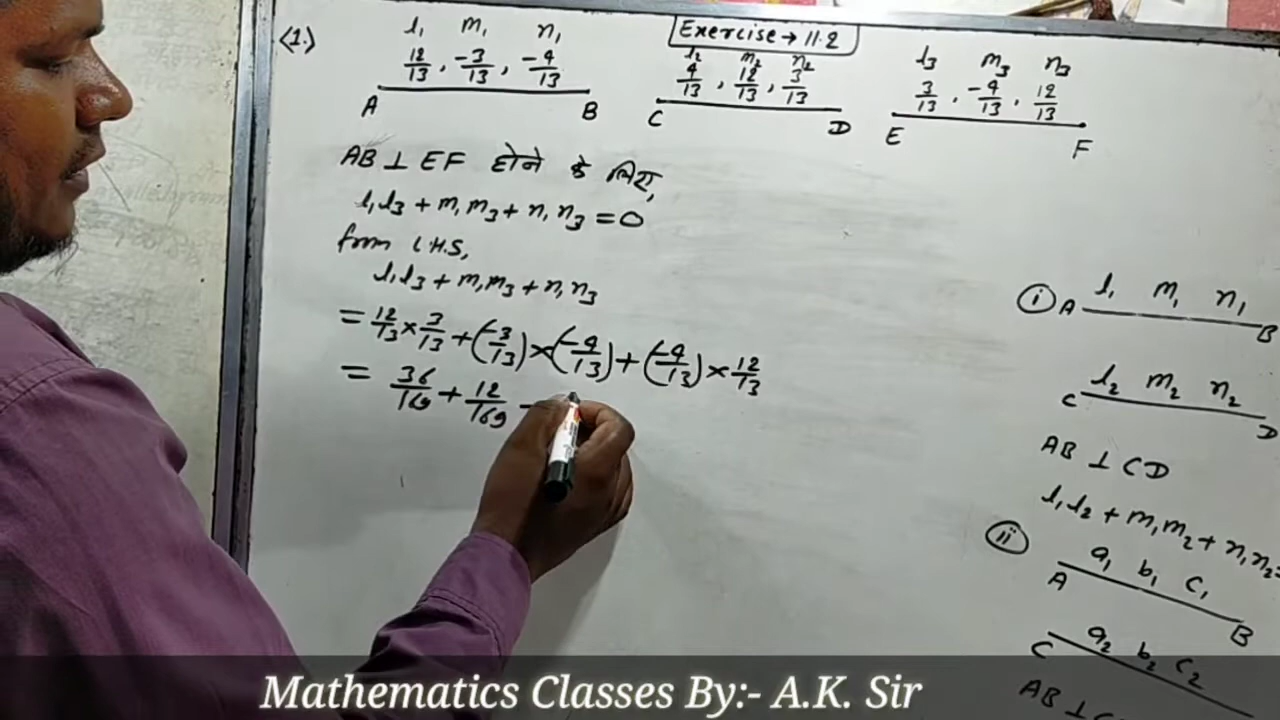 Exercise → 11.2
(1.)
l₁ m₁ n₁
12/13, -3/13, -4/13
A B
l₂ m₂ n₂
4/13, 12/13, 3/13
C D
l₃ m₃ n₃
3/13, -4/13, 12/13
E F
AB ⊥ EF होने के लिए,
l₁l₃ + m₁m₃ + n₁n₃ = 0
from L.H.S,
l₁l₃ + m₁m₃ + n₁n₃
= 12/13 × 3/13 + (-3/13) × (-4/13) + (-4/13) × 12/13
= 36/169 + 12/169 -
(i) A l₁ m₁ n₁ B
C l₂ m₂ n₂ D
AB ⊥ CD
l₁l₂ + m₁m₂ + n₁n₂ =
(ii) a₁ b₁ c₁
A B
C a₂ b₂ c₂
AB ⊥ C
Mathematics Classes By:- A.K. Sir